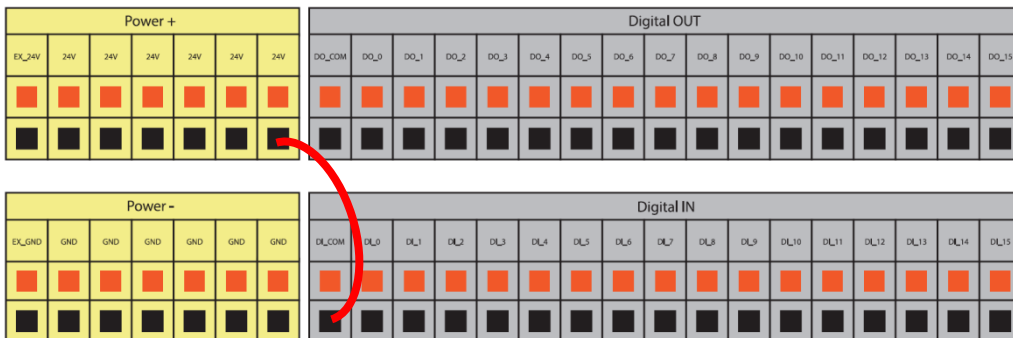 Power + Digital OUT
EX_24V 24V 24V 24V 24V 24V 24V DO_COM DO_0 DO_1 DO_2 DO_3 DO_4 DO_5 DO_6 DO_7 DO_8 DO_9 DO_10 DO_11 DO_12 DO_13 DO_14 DO_15
Power - Digital IN
EX_GND GND GND GND GND GND GND DI_COM DI_0 DI_1 DI_2 DI_3 DI_4 DI_5 DI_6 DI_7 DI_8 DI_9 DI_10 DI_11 DI_12 DI_13 DI_14 DI_15